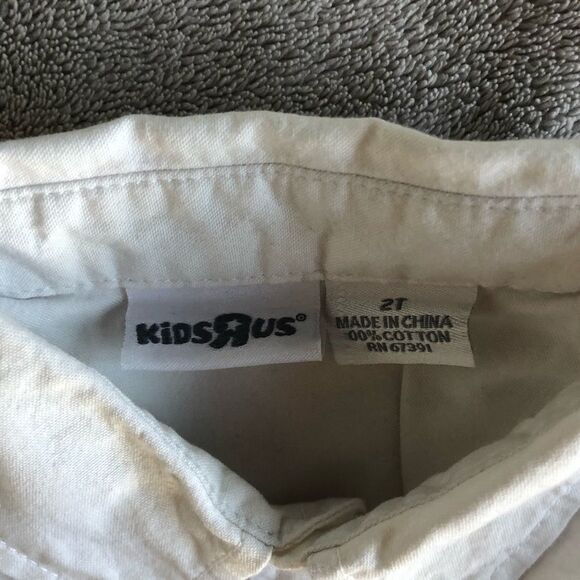 KiDSЯUS®
2T
MADE IN CHINA
00% COTTON
RN 67391